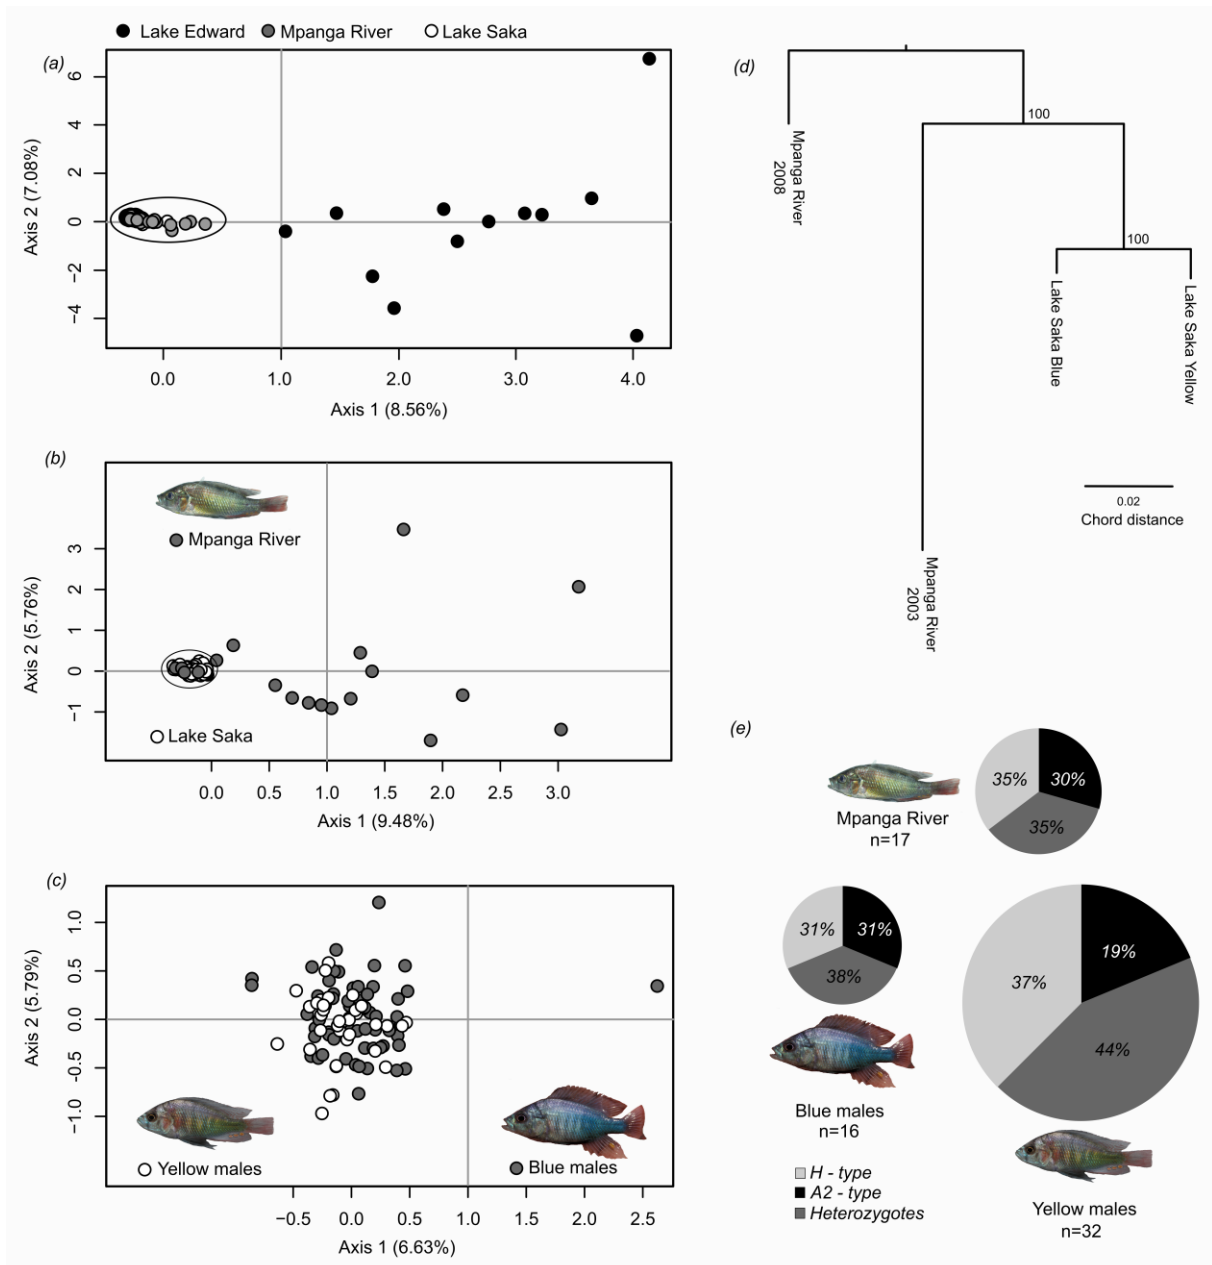 Lake Edward Mpanga River Lake Saka
(a)
6
4
2
0
−2
−4
Axis 2 (7.08%)
0.0 1.0 2.0 3.0 4.0
Axis 1 (8.56%)
(b)
Mpanga River
3
2
1
0
−1
Axis 2 (5.76%)
Lake Saka
0.0 0.5 1.0 1.5 2.0 2.5 3.0
Axis 1 (9.48%)
(c)
1.0
0.5
0.0
−0.5
−1.0
Axis 2 (5.79%)
Yellow males
Blue males
−0.5 0.0 0.5 1.0 1.5 2.0 2.5
Axis 1 (6.63%)
(d)
100
Mpanga River
2008
100
Lake Saka Blue
Lake Saka Yellow
0.02
Chord distance
Mpanga River
2003
(e)
35% 30%
35%
Mpanga River
n=17
31% 31%
38%
19%
37%
44%
Blue males
n=16
H - type
A2 - type
Heterozygotes
Yellow males
n=32